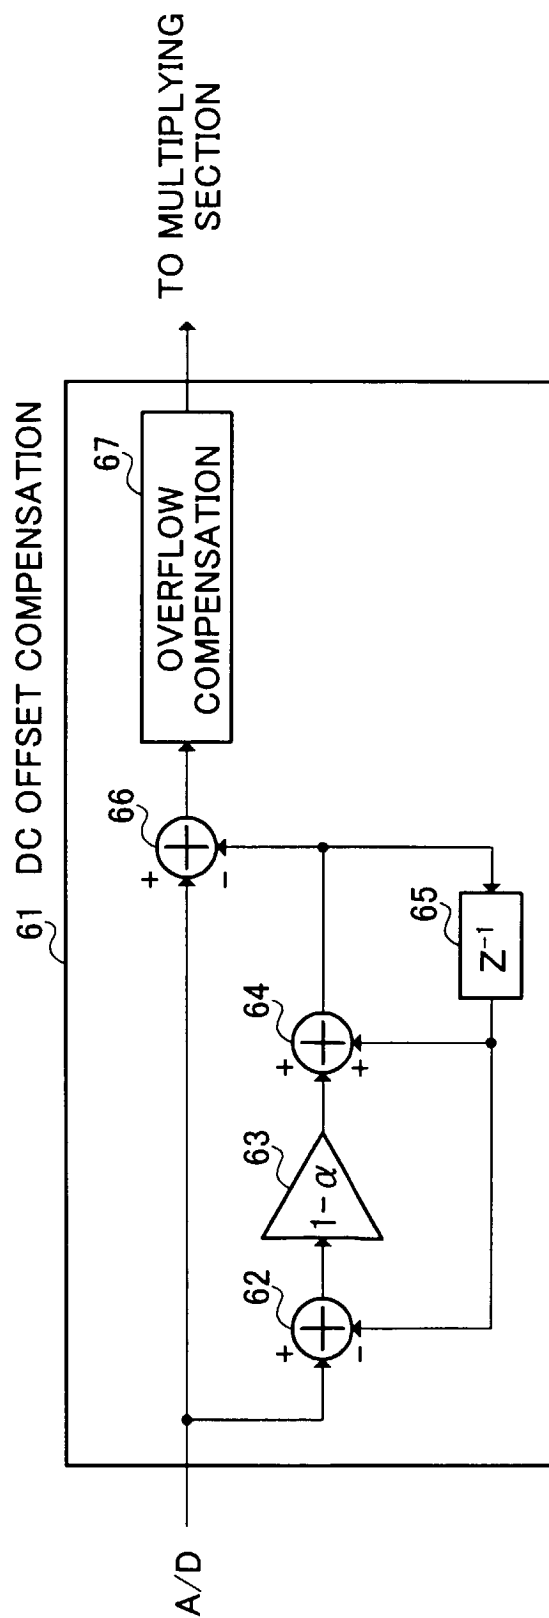 61 DC OFFSET COMPENSATION
A/D
62
+
-
63
1-α
64
+
+
65
Z⁻¹
66
+
-
67
OVERFLOW
COMPENSATION
TO MULTIPLYING
SECTION